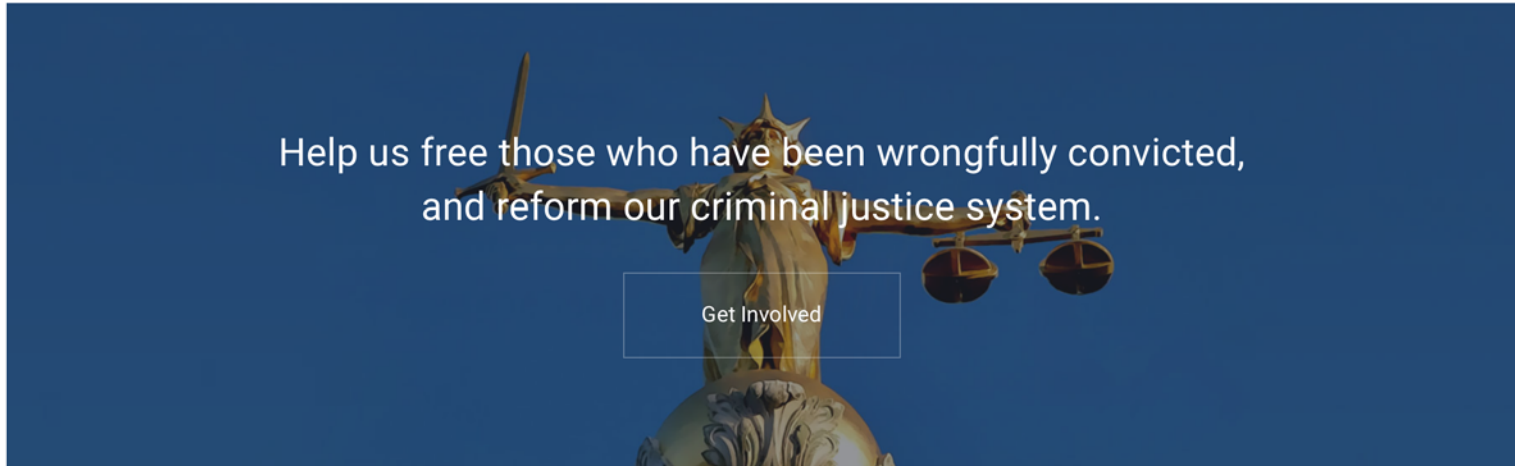 Help us free those who have been wrongfully convicted,
and reform our criminal justice system.
Get Involved